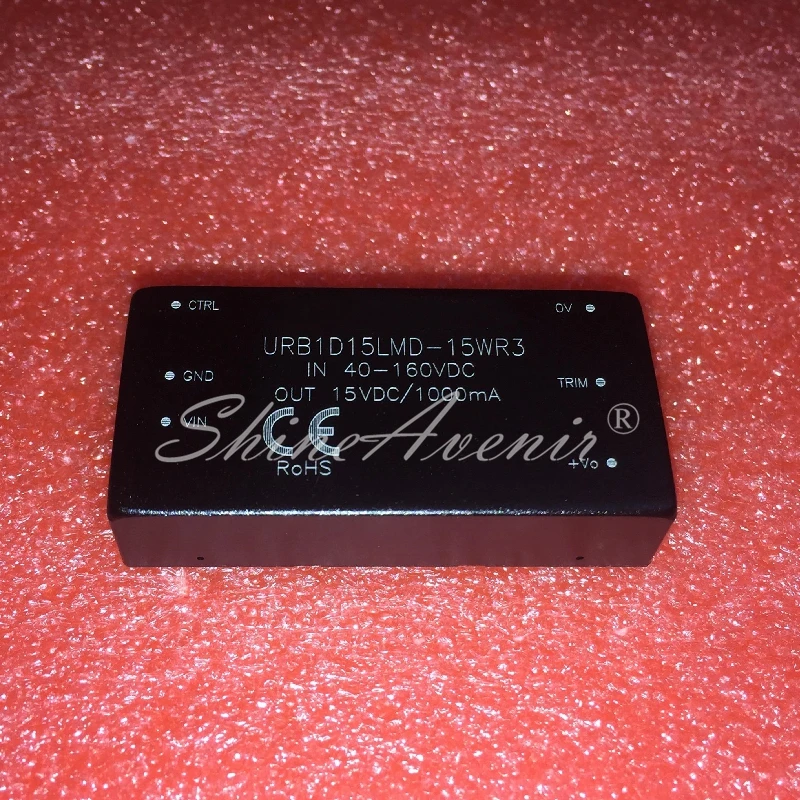 CTRL
0V
URB1D15LMD-15WR3
IN 40-160VDC
GND
TRIM
OUT 15VDC/1000mA
VIN
CE
ShineAvenir®
RoHS
+Vo